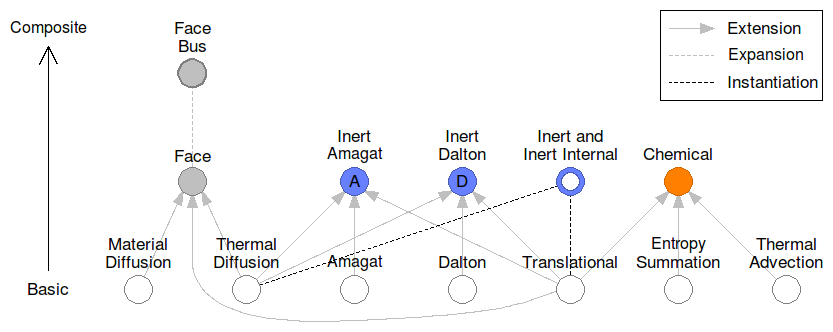 Composite
Face
Bus
Extension
Expansion
Instantiation
Face
Inert
Amagat
Inert
Dalton
Inert and
Inert Internal
Chemical
A
D
Material
Diffusion
Thermal
Diffusion
Amagat
Dalton
Translational
Entropy
Sumnation
Thermal
Advection
Basic